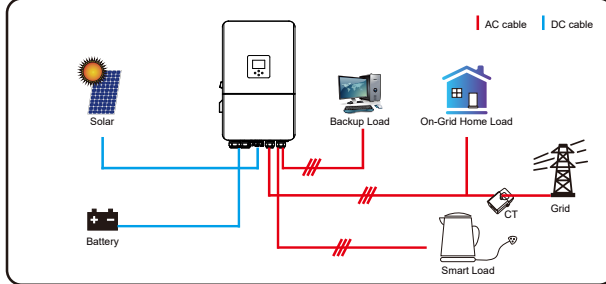 AC cable
DC cable
Solar
Backup Load
On-Grid Home Load
Battery
CT
Grid
Smart Load